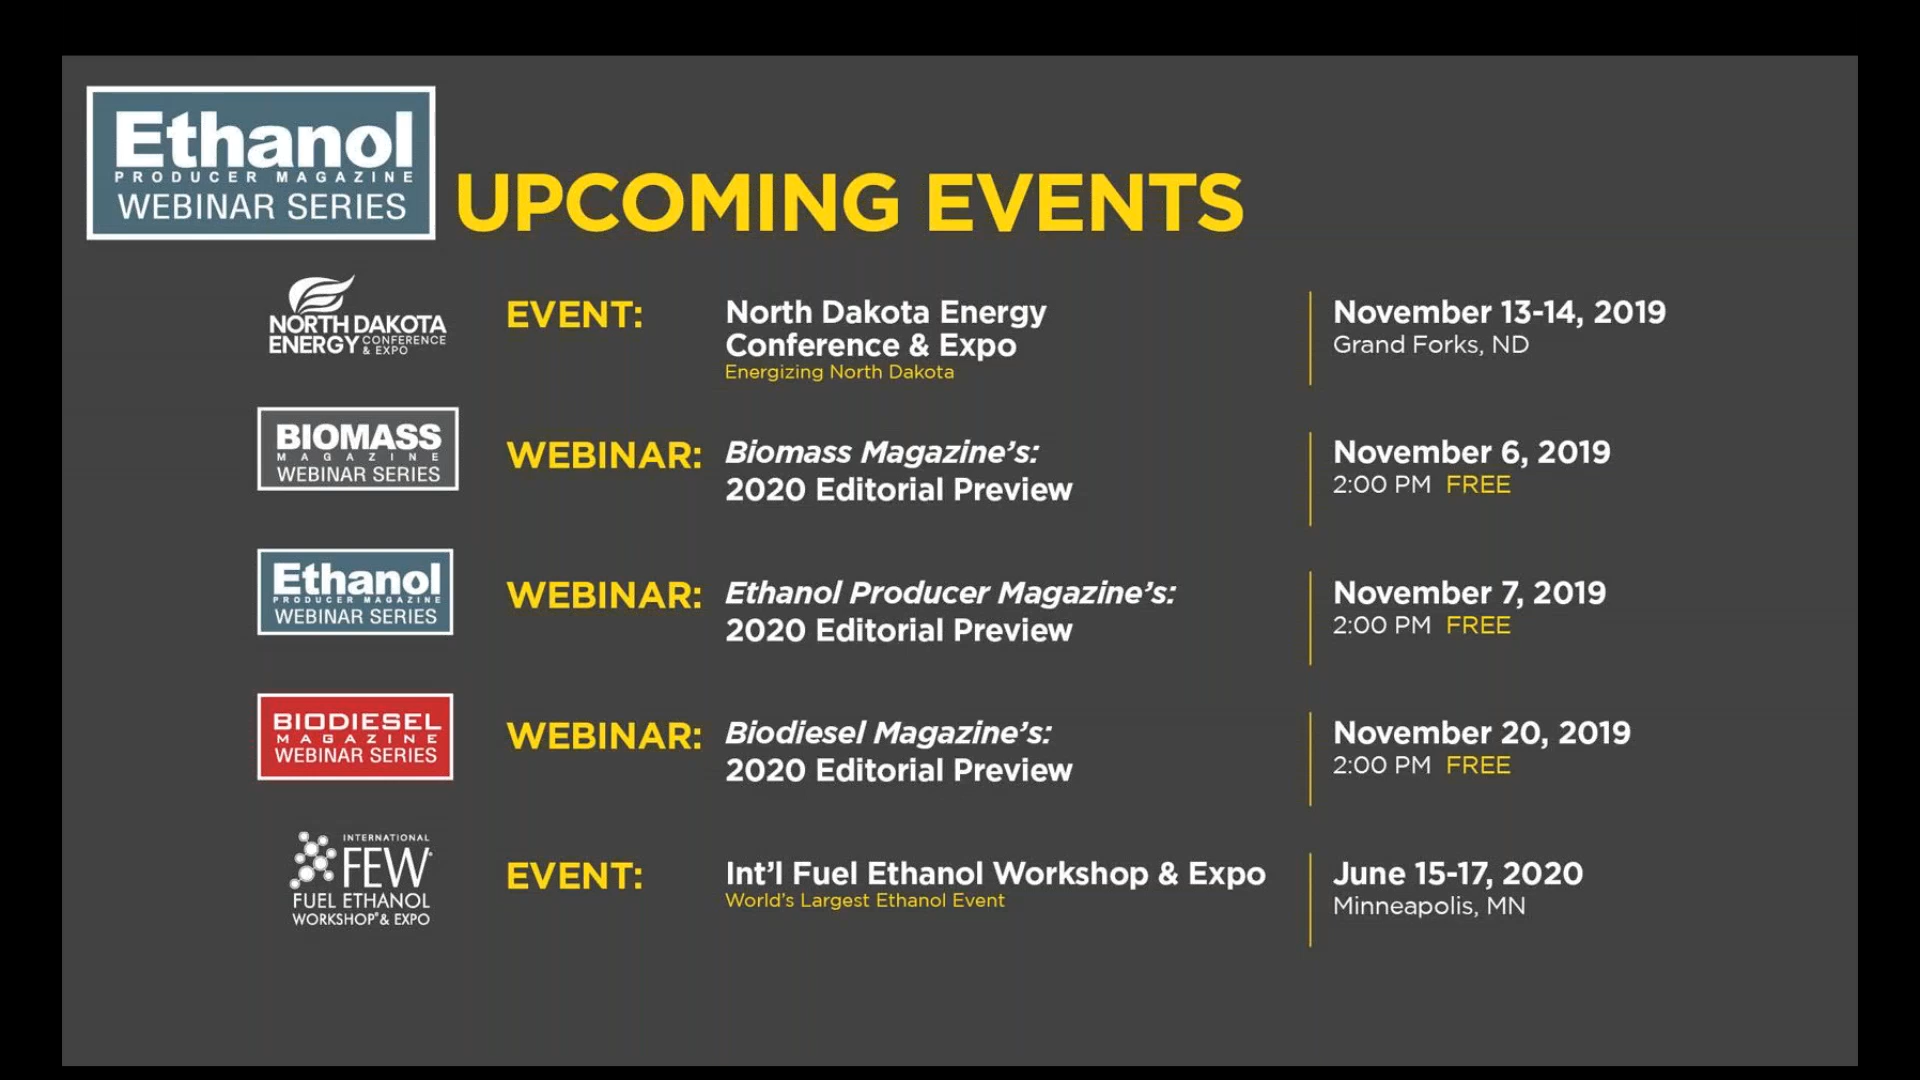 Ethanol
PRODUCER MAGAZINE
WEBINAR SERIES
UPCOMING EVENTS
NORTH DAKOTA
ENERGY CONFERENCE
& EXPO
EVENT:
North Dakota Energy
Conference & Expo
Energizing North Dakota
November 13-14, 2019
Grand Forks, ND
BIOMASS
MAGAZINE
WEBINAR SERIES
WEBINAR:
Biomass Magazine's:
2020 Editorial Preview
November 6, 2019
2:00 PM FREE
Ethanol
PRODUCER MAGAZINE
WEBINAR SERIES
WEBINAR:
Ethanol Producer Magazine's:
2020 Editorial Preview
November 7, 2019
2:00 PM FREE
BIODIESEL
MAGAZINE
WEBINAR SERIES
WEBINAR:
Biodiesel Magazine's:
2020 Editorial Preview
November 20, 2019
2:00 PM FREE
INTERNATIONAL
FEW
FUEL ETHANOL
WORKSHOP® & EXPO
EVENT:
Int'l Fuel Ethanol Workshop & Expo
World's Largest Ethanol Event
June 15-17, 2020
Minneapolis, MN